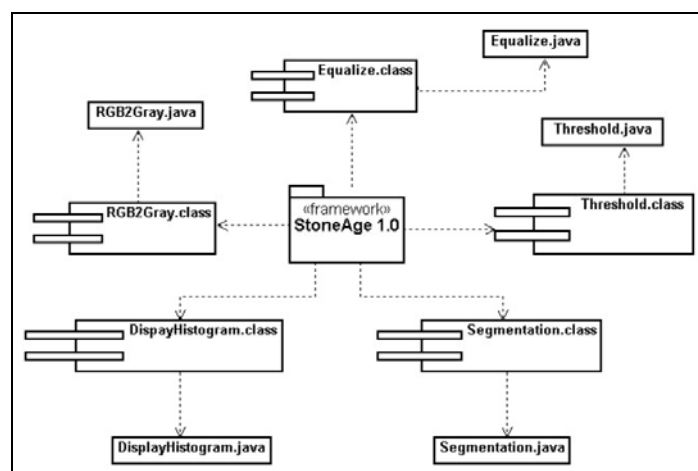 Equalize.java
Equalize.class
RGB2Gray.java
Threshold.java
RGB2Gray.class
«framework»
StoneAge 1.0
Threshold.class
DispayHistogram.class
Segmentation.class
DisplayHistogram.java
Segmentation.java